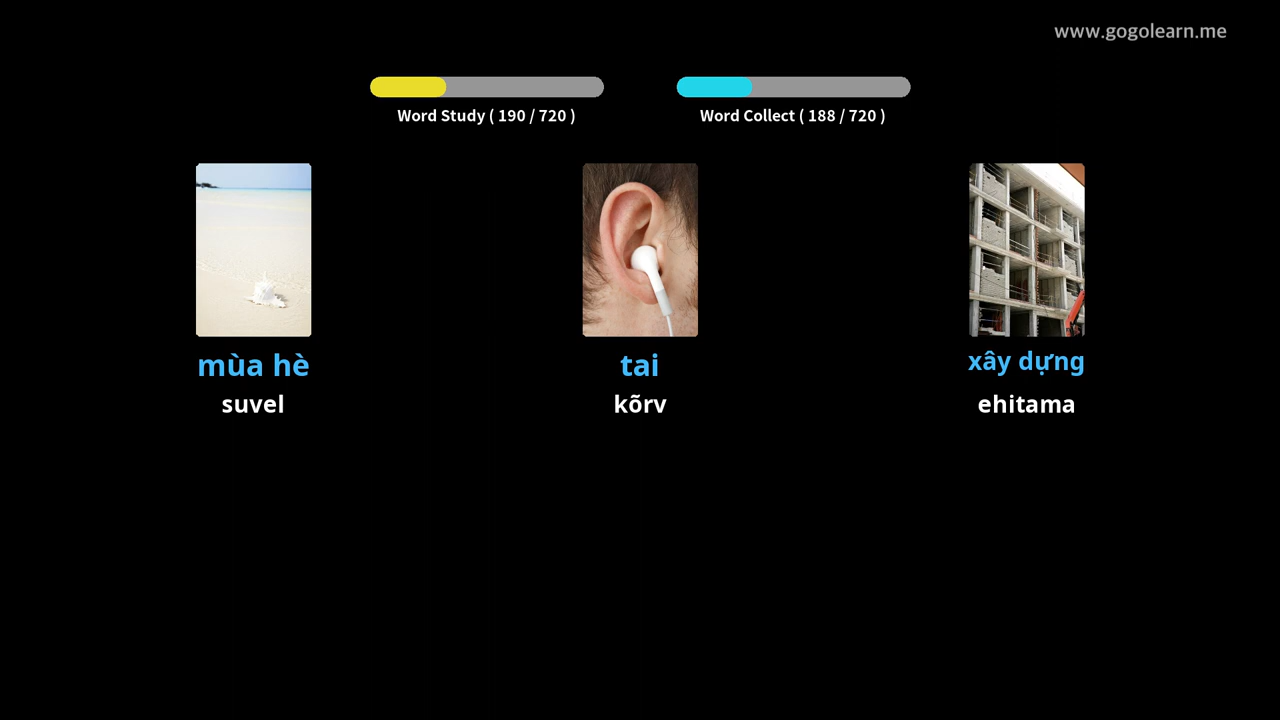 www.gogolearn.me
Word Study ( 190 / 720 )
Word Collect ( 188 / 720 )
mùa hè
suvel
tai
kõrv
xây dựng
ehitama